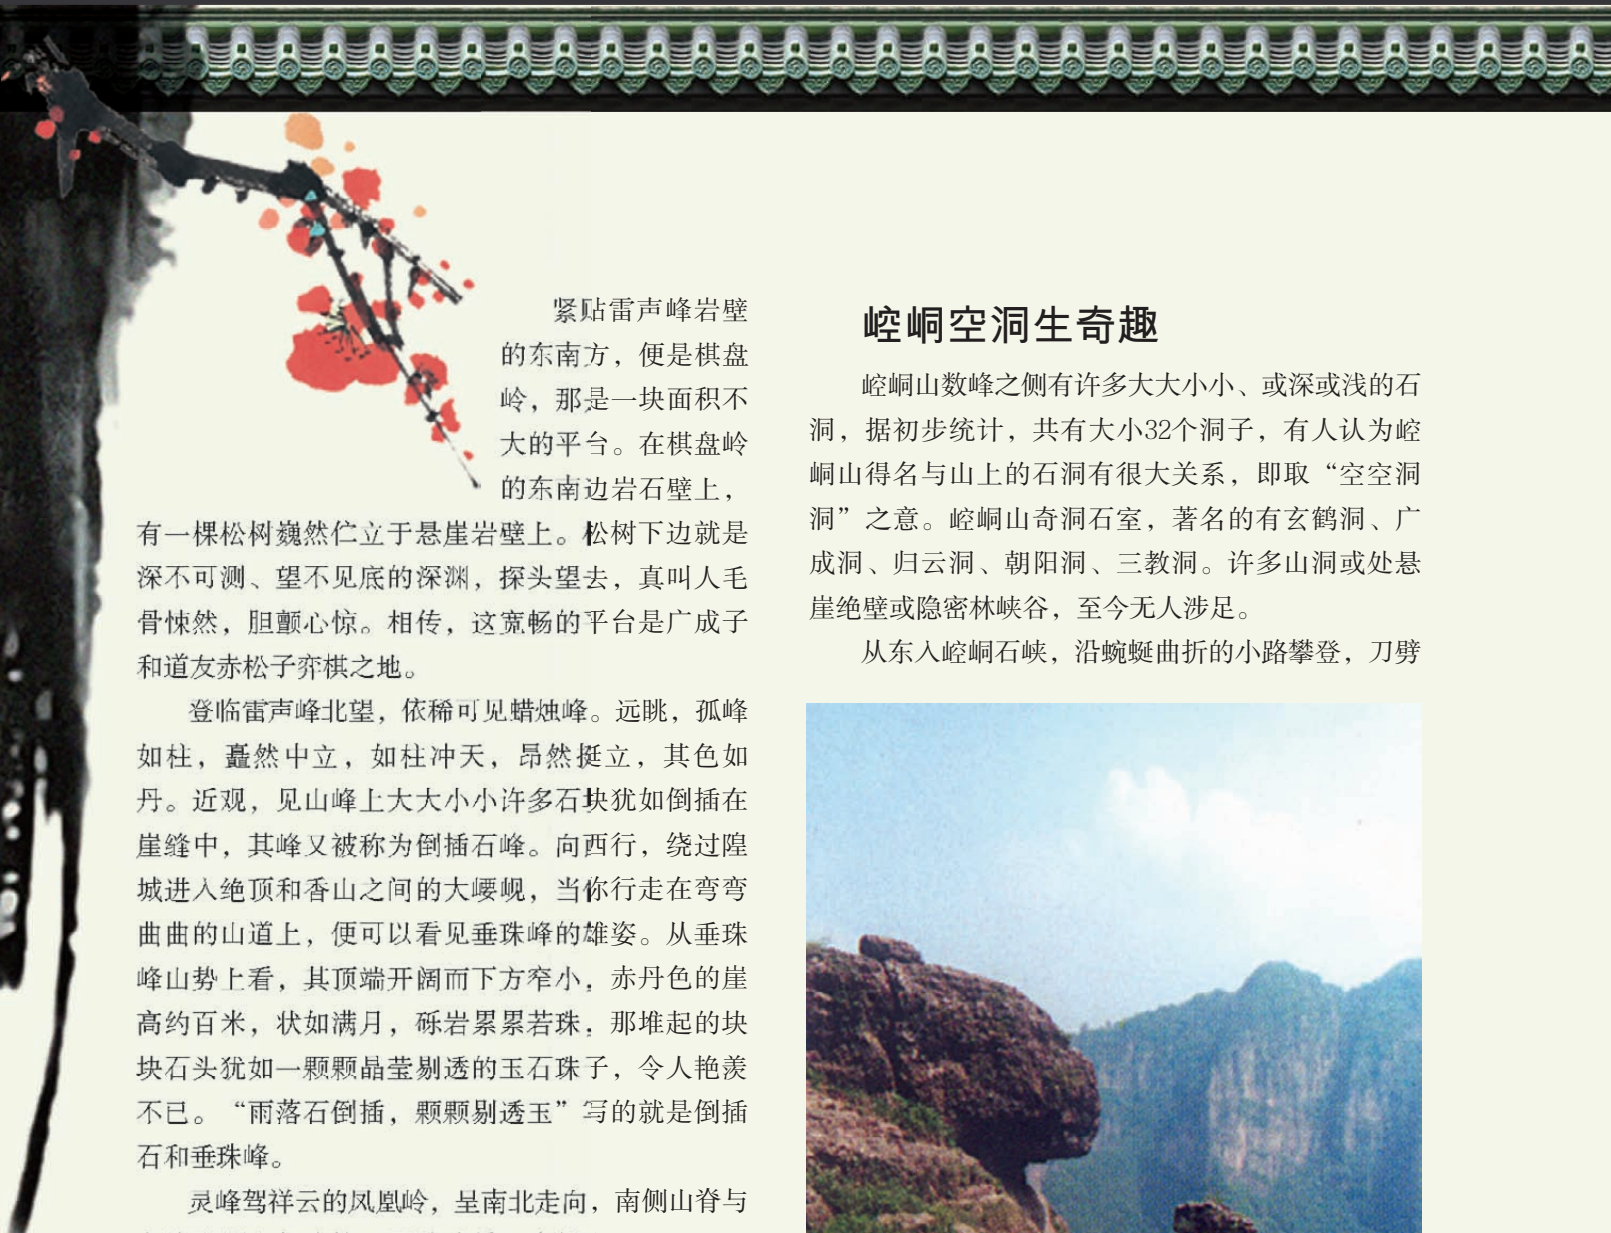 紧贴雷声峰岩壁
的东南方，便是棋盘
岭，那是一块面积不
大的平台。在棋盘岭
的东南边岩石壁上，
有一棵松树巍然伫立于悬崖岩壁上。松树下边就是
深不可测、望不见底的深渊，探头望去，真叫人毛
骨悚然，胆颤心惊。相传，这宽畅的平台是广成子
和道友赤松子弈棋之地。
登临雷声峰北望，依稀可见蜡烛峰。远眺，孤峰
如柱，矗然中立，如柱冲天，昂然挺立，其色如
丹。近观，见山峰上大大小小许多石块犹如倒插在
崖缝中，其峰又被称为倒插石峰。向西行，绕过隍
城进入绝顶和香山之间的大崾岘，当你行走在弯弯
曲曲的山道上，便可以看见垂珠峰的雄姿。从垂珠
峰山势上看，其顶端开阔而下方窄小，赤丹色的崖
高约百米，状如满月，砾岩累累若珠，那堆起的块
块石头犹如一颗颗晶莹剔透的玉石珠子，令人艳羡
不已。“雨落石倒插，颗颗剔透玉”写的就是倒插
石和垂珠峰。
灵峰驾祥云的凤凰岭，呈南北走向，南侧山脊与
崆峒空洞生奇趣
崆峒山数峰之侧有许多大大小小、或深或浅的石
洞，据初步统计，共有大小32个洞子，有人认为崆
峒山得名与山上的石洞有很大关系，即取“空空洞
洞”之意。崆峒山奇洞石室，著名的有玄鹤洞、广
成洞、归云洞、朝阳洞、三教洞。许多山洞或处悬
崖绝壁或隐密林峡谷，至今无人涉足。
从东入崆峒石峡，沿蜿蜒曲折的小路攀登，刀劈